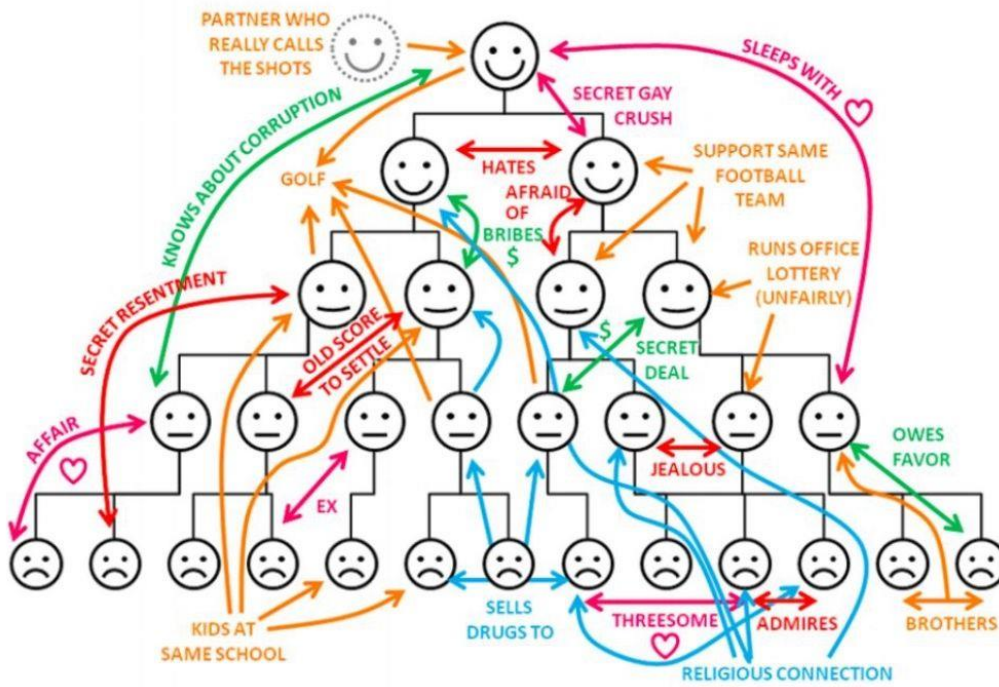 PARTNER WHO
REALLY CALLS
THE SHOTS
SLEEPS WITH
KNOWS ABOUT CORRUPTION
SECRET GAY
CRUSH
HATES
GOLF
SUPPORT SAME
FOOTBALL
TEAM
AFRAID
OF
BRIBES
$
RUNS OFFICE
LOTTERY
(UNFAIRLY)
SECRET RESENTMENT
OLD SCORE
TO SETTLE
$
SECRET
DEAL
AFFAIR
OWES
FAVOR
JEALOUS
EX
KIDS AT
SAME SCHOOL
SELLS
DRUGS TO
THREESOME
ADMIRES
BROTHERS
RELIGIOUS CONNECTION